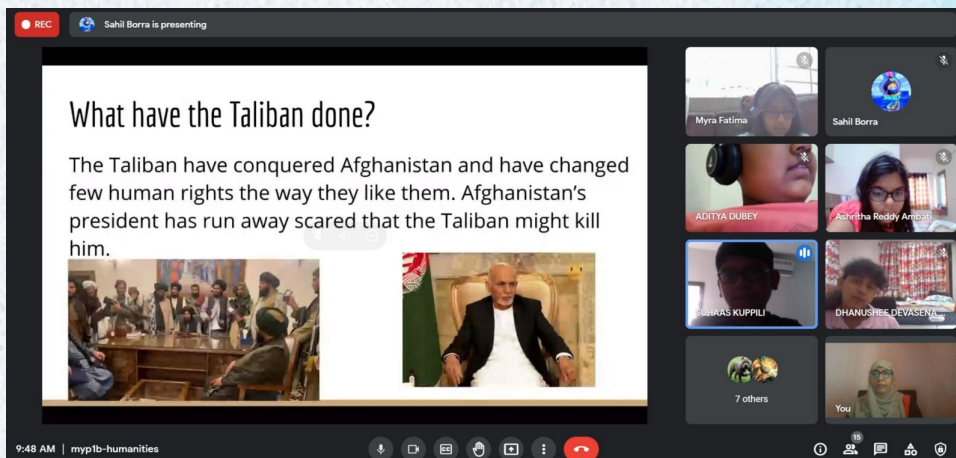 REC
Sahil Borra is presenting
What have the Taliban done?
The Taliban have conquered Afghanistan and have changed
few human rights the way they like them. Afghanistan's
president has run away scared that the Taliban might kill
him.
Myra Fatima
Sahil Borra
ADITYA DUBEY
Ashritha Reddy Ambati
SUHAAS KUPPILI
DHANUSHEE DEVASENA...
7 others
You
9:48 AM | myp1b-humanities
CC
15